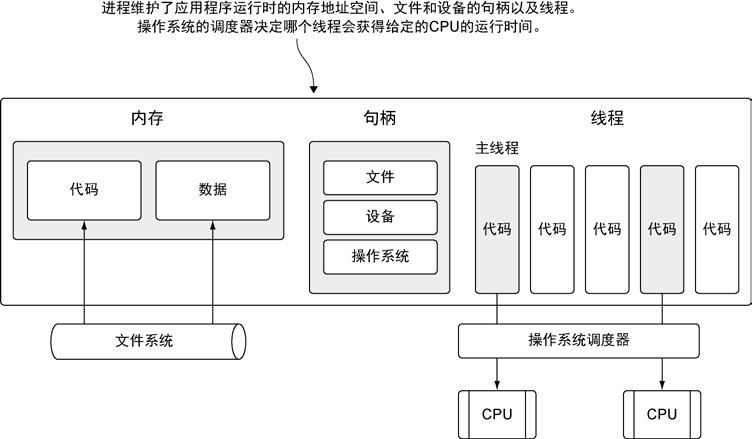 进程维护了应用程序运行时的内存地址空间、文件和设备的句柄以及线程。
操作系统的调度器决定哪个线程会获得给定的CPU的运行时间。
内存
句柄
线程
主线程
代码
数据
文件
设备
操作系统
代码
代码
代码
代码
代码
文件系统
操作系统调度器
CPU
CPU